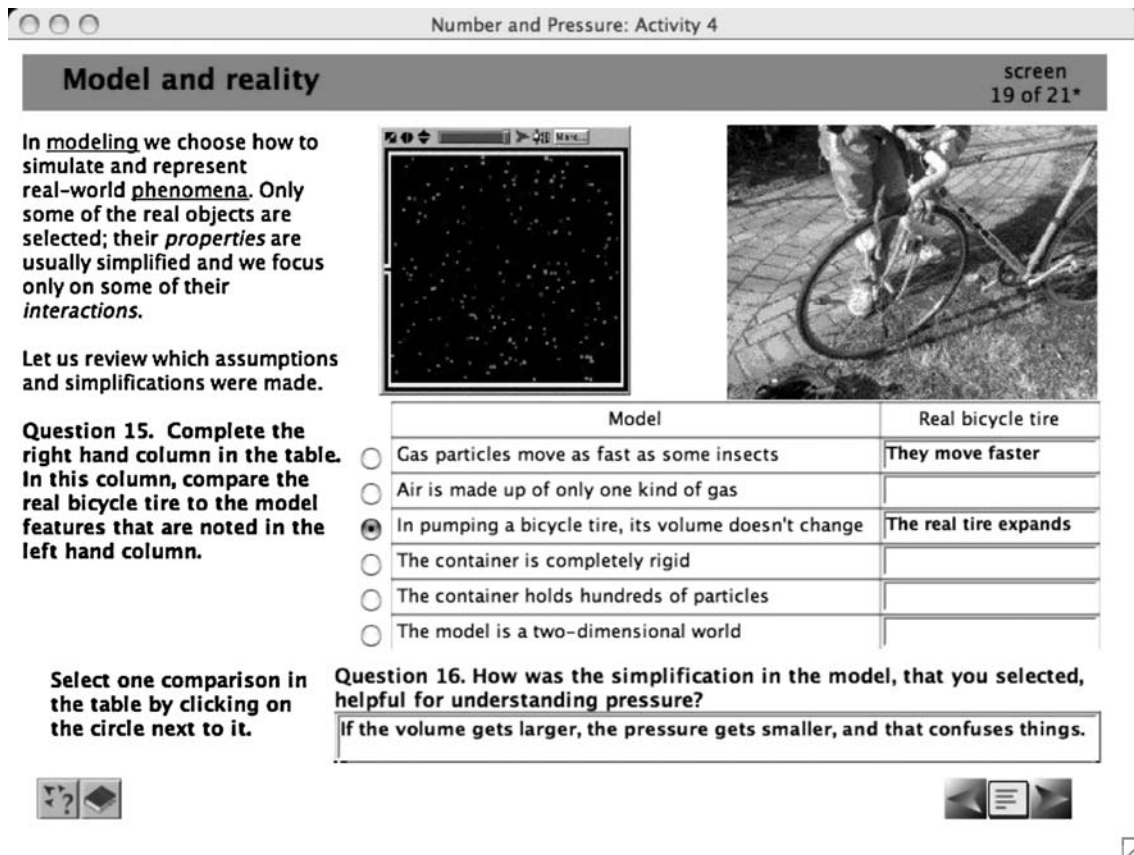 Number and Pressure: Activity 4
Model and reality
screen
19 of 21*
In modeling we choose how to
simulate and represent
real-world phenomena. Only
some of the real objects are
selected; their properties are
usually simplified and we focus
only on some of their
interactions.
Let us review which assumptions
and simplifications were made.
Question 15. Complete the
right hand column in the table.
In this column, compare the
real bicycle tire to the model
features that are noted in the
left hand column.
Model
Real bicycle tire
Gas particles move as fast as some insects
They move faster
Air is made up of only one kind of gas
In pumping a bicycle tire, its volume doesn't change
The real tire expands
The container is completely rigid
The container holds hundreds of particles
The model is a two-dimensional world
Select one comparison in
the table by clicking on
the circle next to it.
Question 16. How was the simplification in the model, that you selected,
helpful for understanding pressure?
If the volume gets larger, the pressure gets smaller, and that confuses things.
?